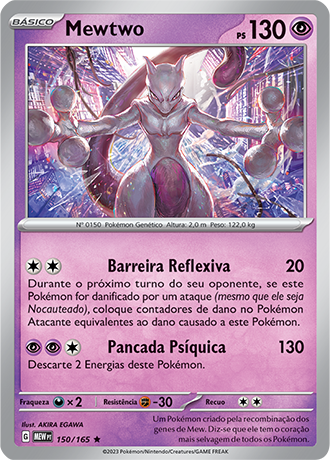 BÁSICO Mewtwo PS 130
Nº 0150 Pokémon Genético Altura: 2,0 m Peso: 122,0 kg
Barreira Reflexiva 20
Durante o próximo turno do seu oponente, se este
Pokémon for danificado por um ataque (mesmo que ele seja
Nocauteado), coloque contadores de dano no Pokémon
Atacante equivalentes ao dano causado a este Pokémon.
Pancada Psíquica 130
Descarte 2 Energias deste Pokémon.
Fraqueza ×2 Resistência -30 Recuo
Ilust. AKIRA EGAWA
G MEW PT 150/165
Um Pokémon criado pela recombinação dos
genes de Mew. Diz-se que ele tem o coração
mais selvagem de todos os Pokémon.
©2023 Pokémon/Nintendo/Creatures/GAME FREAK